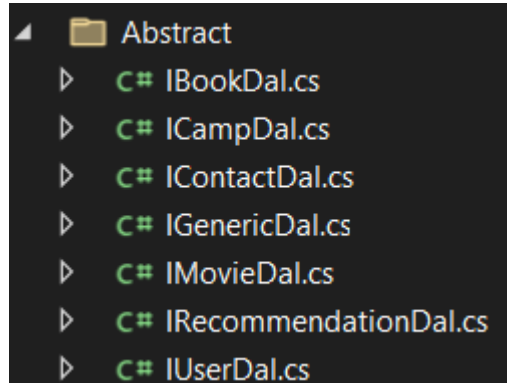 Abstract
C# IBookDal.cs
C# ICampDal.cs
C# IContactDal.cs
C# IGenericDal.cs
C# IMovieDal.cs
C# IRecommendationDal.cs
C# IUserDal.cs